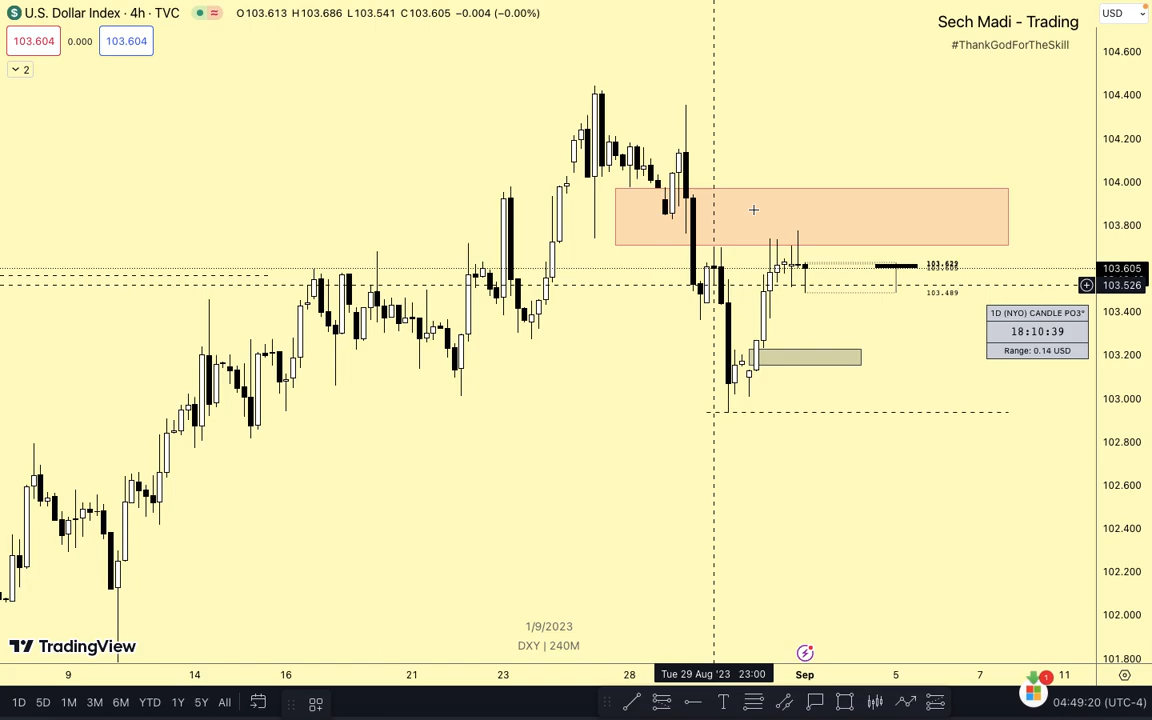 U.S. Dollar Index · 4h · TVC
O103.613 H103.686 L103.541 C103.605 −0.004 (−0.00%)
Sech Madi - Trading
#ThankGodForTheSkill
USD
103.604
0.000
103.604
2
104.600
104.400
104.200
104.000
103.800
103.605
103.526
103.400
103.200
103.000
102.800
102.600
102.400
102.200
102.000
101.800
103.489
1D (NYO) CANDLE PO3*
18:10:39
Range: 0.14 USD
1/9/2023
DXY | 240M
TradingView
9
14
16
21
23
28
Tue 29 Aug '23 23:00
Sep
5
7
11
1D
5D
1M
3M
6M
YTD
1Y
5Y
All
1
04:49:20 (UTC-4)